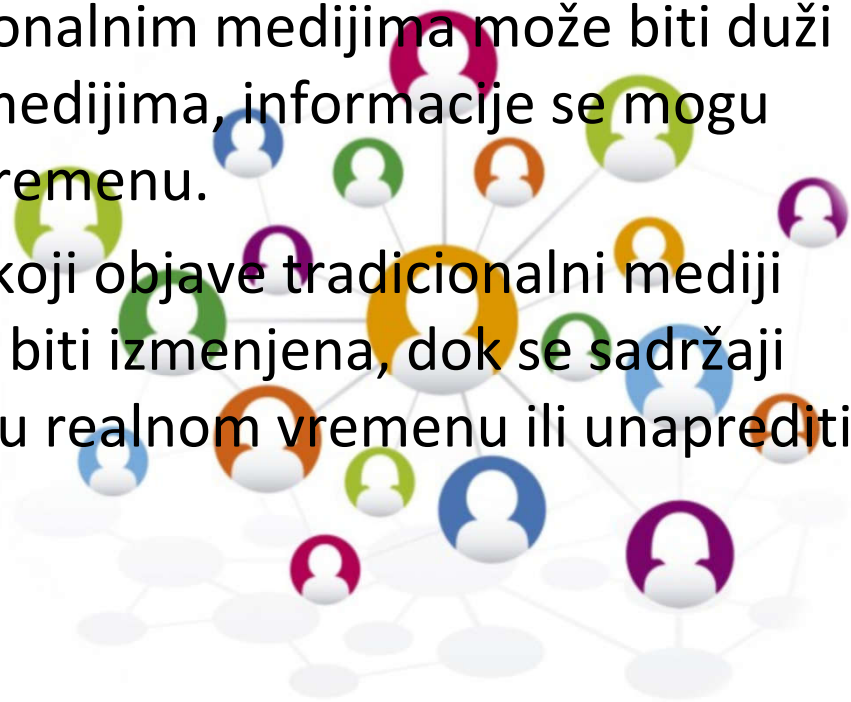 onalnim medijima može biti duži
medijima, informacije se mogu
remenu.
koji objave tradicionalni mediji
biti izmenjena, dok se sadržaji
u realnom vremenu ili unaprediti